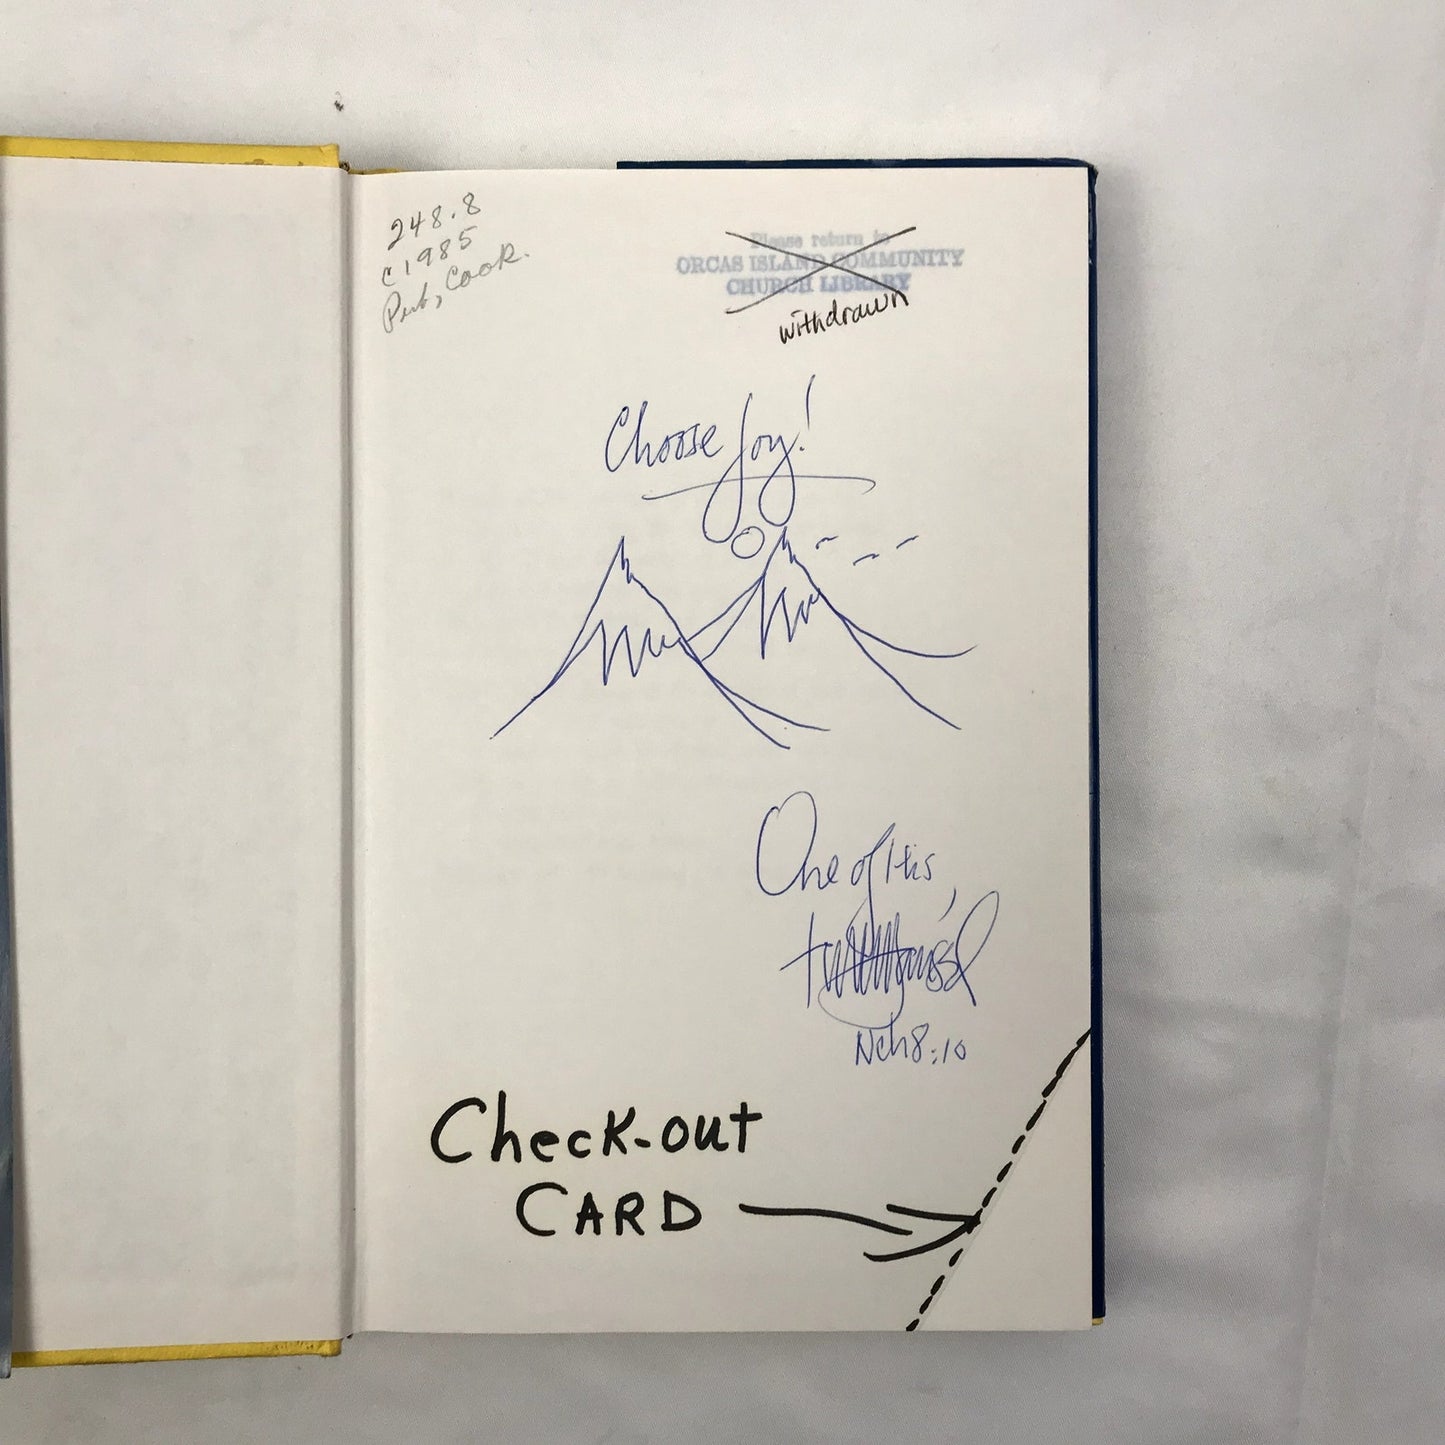 248.8
c1985
Pub, Cook.
Please return to
ORCAS ISLAND COMMUNITY
CHURCH LIBRARY
withdrawn
Choose Joy!
One of His,
Neh 8:10
Check-out
CARD